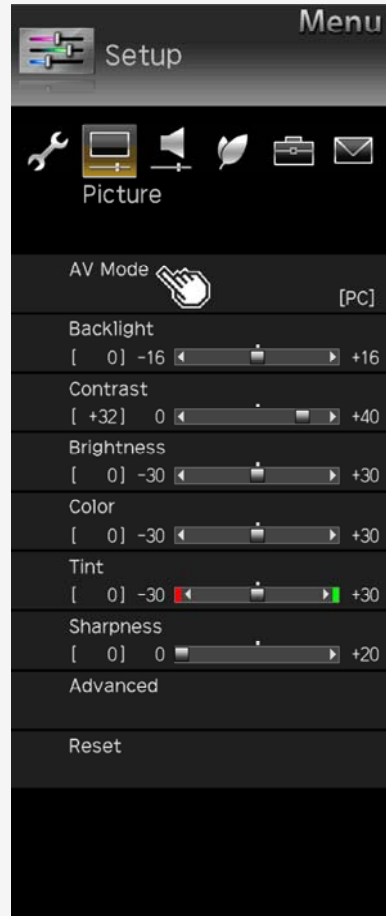 Menu
Setup
Picture
AV Mode
[PC]
Backlight
[ 0] -16 +16
Contrast
[ +32] 0 +40
Brightness
[ 0] -30 +30
Color
[ 0] -30 +30
Tint
[ 0] -30 +30
Sharpness
[ 0] 0 +20
Advanced
Reset